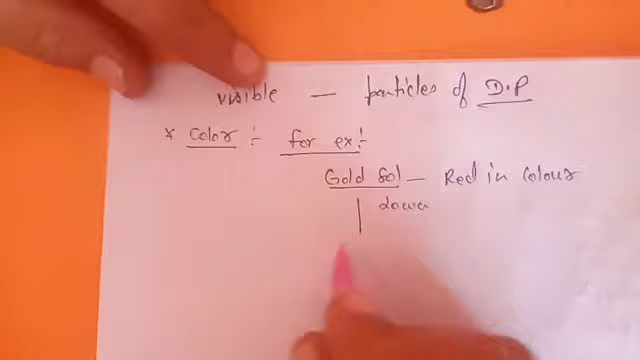 visible — particles of D.P
* Color :- for ex:-
Gold Sol — Red in Colour